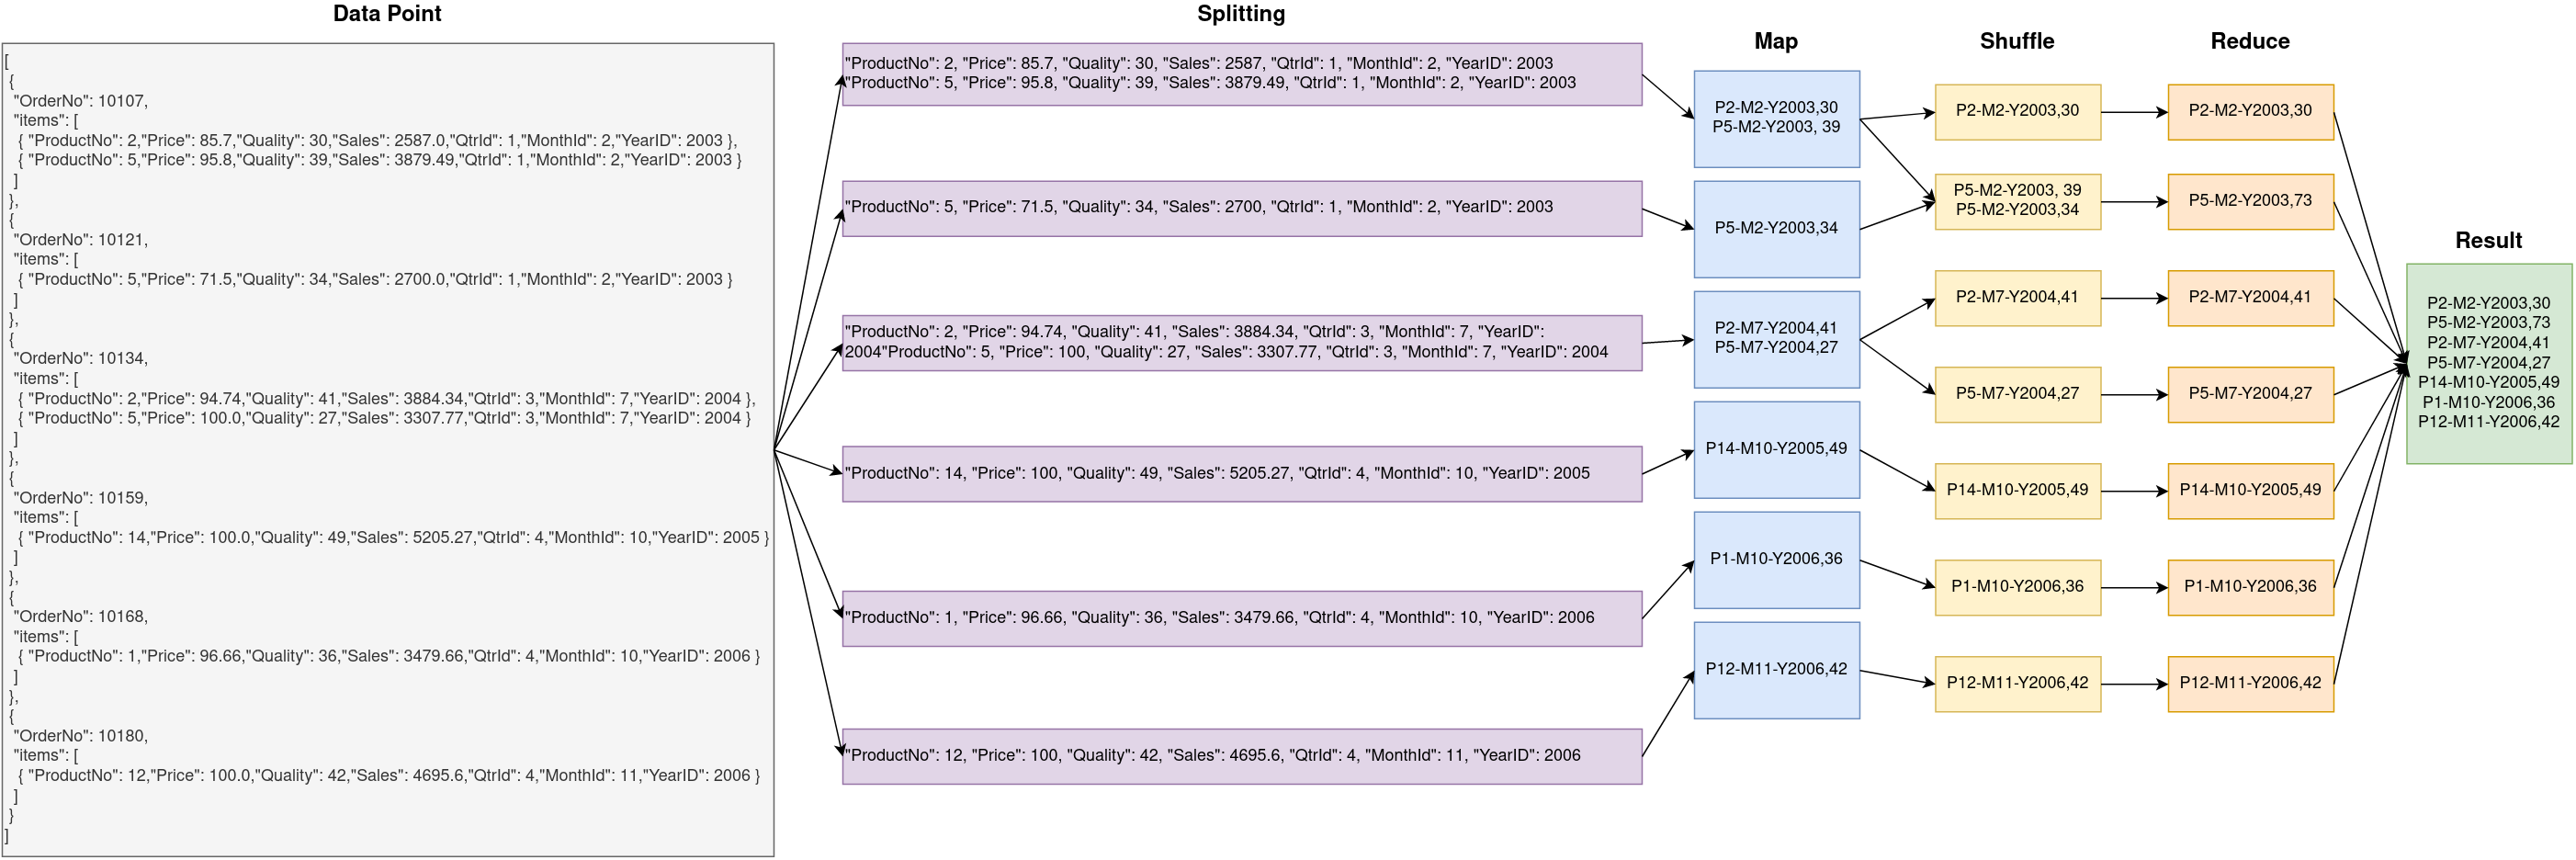 Data Point
[
{
"OrderNo": 10107,
"items": [
{ "ProductNo": 2,"Price": 85.7,"Quality": 30,"Sales": 2587.0,"QtrId": 1,"MonthId": 2,"YearID": 2003 },
{ "ProductNo": 5,"Price": 95.8,"Quality": 39,"Sales": 3879.49,"QtrId": 1,"MonthId": 2,"YearID": 2003 }
]
},
{
"OrderNo": 10121,
"items": [
{ "ProductNo": 5,"Price": 71.5,"Quality": 34,"Sales": 2700.0,"QtrId": 1,"MonthId": 2,"YearID": 2003 }
]
},
{
"OrderNo": 10134,
"items": [
{ "ProductNo": 2,"Price": 94.74,"Quality": 41,"Sales": 3884.34,"QtrId": 3,"MonthId": 7,"YearID": 2004 },
{ "ProductNo": 5,"Price": 100.0,"Quality": 27,"Sales": 3307.77,"QtrId": 3,"MonthId": 7,"YearID": 2004 }
]
},
{
"OrderNo": 10159,
"items": [
{ "ProductNo": 14,"Price": 100.0,"Quality": 49,"Sales": 5205.27,"QtrId": 4,"MonthId": 10,"YearID": 2005 }
]
},
{
"OrderNo": 10168,
"items": [
{ "ProductNo": 1,"Price": 96.66,"Quality": 36,"Sales": 3479.66,"QtrId": 4,"MonthId": 10,"YearID": 2006 }
]
},
{
"OrderNo": 10180,
"items": [
{ "ProductNo": 12,"Price": 100.0,"Quality": 42,"Sales": 4695.6,"QtrId": 4,"MonthId": 11,"YearID": 2006 }
]
}
]
Splitting
"ProductNo": 2, "Price": 85.7, "Quality": 30, "Sales": 2587, "QtrId": 1, "MonthId": 2, "YearID": 2003
"ProductNo": 5, "Price": 95.8, "Quality": 39, "Sales": 3879.49, "QtrId": 1, "MonthId": 2, "YearID": 2003
"ProductNo": 5, "Price": 71.5, "Quality": 34, "Sales": 2700, "QtrId": 1, "MonthId": 2, "YearID": 2003
"ProductNo": 2, "Price": 94.74, "Quality": 41, "Sales": 3884.34, "QtrId": 3, "MonthId": 7, "YearID":
2004"ProductNo": 5, "Price": 100, "Quality": 27, "Sales": 3307.77, "QtrId": 3, "MonthId": 7, "YearID": 2004
"ProductNo": 14, "Price": 100, "Quality": 49, "Sales": 5205.27, "QtrId": 4, "MonthId": 10, "YearID": 2005
"ProductNo": 1, "Price": 96.66, "Quality": 36, "Sales": 3479.66, "QtrId": 4, "MonthId": 10, "YearID": 2006
"ProductNo": 12, "Price": 100, "Quality": 42, "Sales": 4695.6, "QtrId": 4, "MonthId": 11, "YearID": 2006
Map
P2-M2-Y2003,30
P5-M2-Y2003, 39
P5-M2-Y2003,34
P2-M7-Y2004,41
P5-M7-Y2004,27
P14-M10-Y2005,49
P1-M10-Y2006,36
P12-M11-Y2006,42
Shuffle
P2-M2-Y2003,30
P5-M2-Y2003, 39
P5-M2-Y2003,34
P2-M7-Y2004,41
P5-M7-Y2004,27
P14-M10-Y2005,49
P1-M10-Y2006,36
P12-M11-Y2006,42
Reduce
P2-M2-Y2003,30
P5-M2-Y2003,73
P2-M7-Y2004,41
P5-M7-Y2004,27
P14-M10-Y2005,49
P1-M10-Y2006,36
P12-M11-Y2006,42
Result
P2-M2-Y2003,30
P5-M2-Y2003,73
P2-M7-Y2004,41
P5-M7-Y2004,27
P14-M10-Y2005,49
P1-M10-Y2006,36
P12-M11-Y2006,42